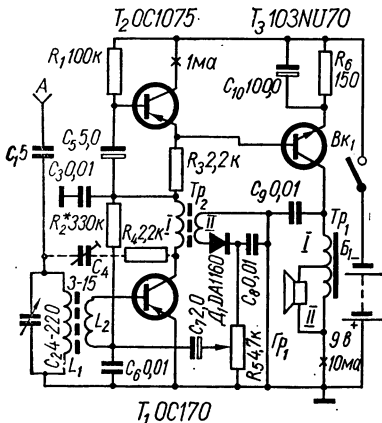 T₂ OC1075
T₃ 103NU70
R₁ 100к
1ма
C₁₀ 100,0
R₆
150
A
Вк₁
C₁ 5
C₅ 5,0
C₃ 0,01
R₃ 2,2к
R₂* 330к
R₄ 2,2к
Тр₂
I
II
C₉ 0,01
Тр₁
I
Б₁
C₄
Д₁ DA1160
C₈ 0,01
C₂ 4-220
3-15
L₁
L₂
C₇ 2,0
R₅ 4,7к
Гр₁
II
9в
10ма
C₆ 0,01
T₁ OC170